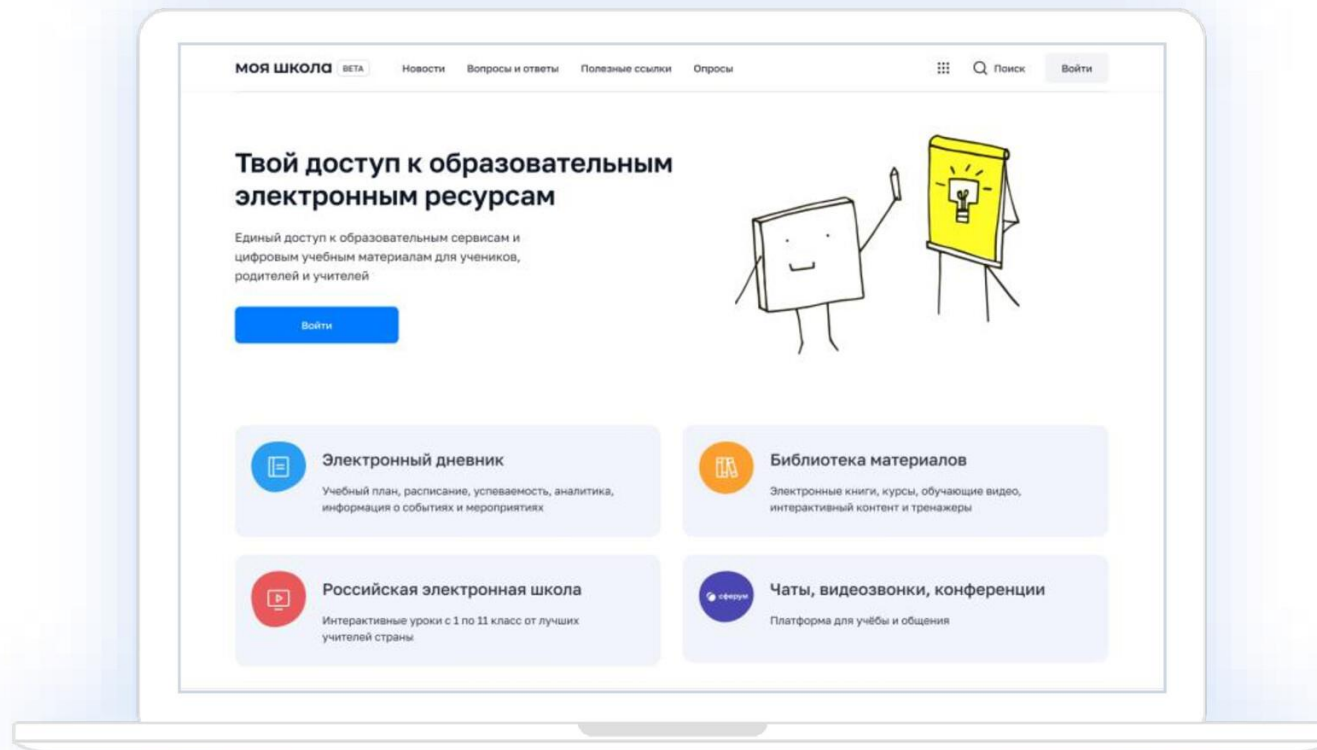 моя школа BETA Новости Вопросы и ответы Полезные ссылки Опросы Поиск Войти
Твой доступ к образовательным
электронным ресурсам
Единый доступ к образовательным сервисам и
цифровым учебным материалам для учеников,
родителей и учителей
Войти
Электронный дневник
Учебный план, расписание, успеваемость, аналитика,
информация о событиях и мероприятиях
Библиотека материалов
Электронные книги, курсы, обучающие видео,
интерактивный контент и тренажеры
Российская электронная школа
Интерактивные уроки с 1 по 11 класс от лучших
учителей страны
сферум
Чаты, видеозвонки, конференции
Платформа для учёбы и общения